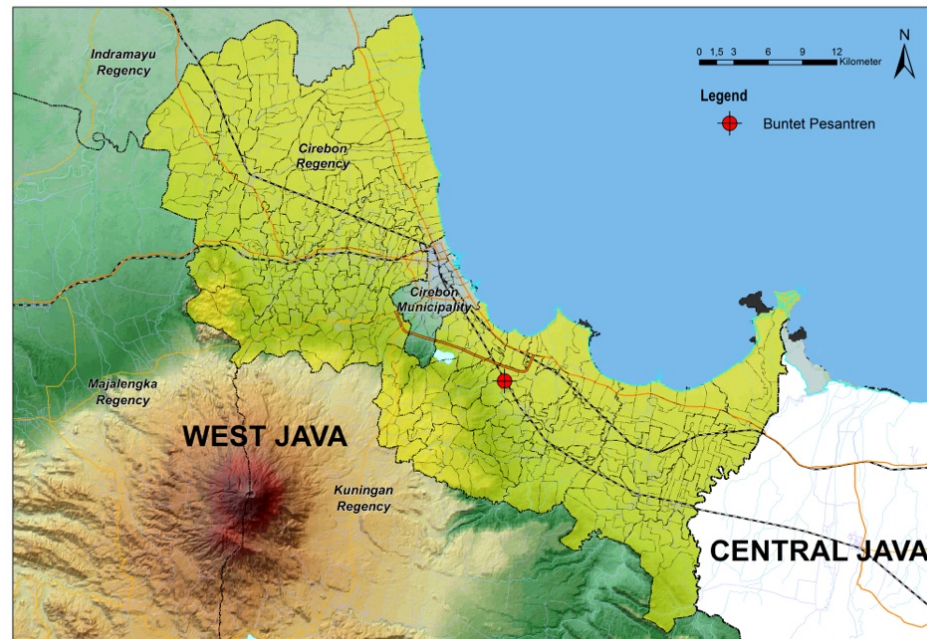 Indramayu
Regency
N
0 1,5 3 6 9 12
Kilometer
Legend
Buntet Pesantren
Cirebon
Regency
Cirebon
Municipality
Majalengka
Regency
WEST JAVA
Kuningan
Regency
CENTRAL JAVA